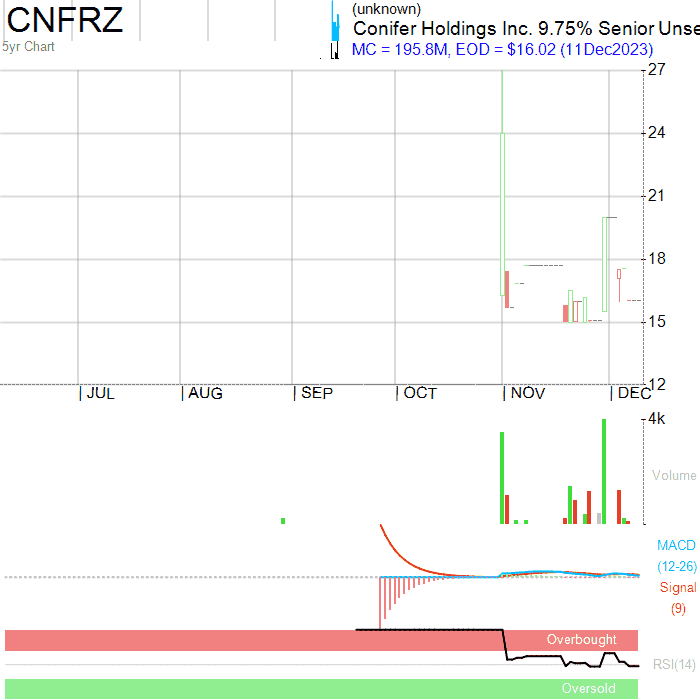 CNFRZ
5yr Chart
(unknown)
Conifer Holdings Inc. 9.75% Senior Unse
MC = 195.8M, EOD = $16.02 (11Dec2023)
27
24
21
18
15
12
JUL AUG SEP OCT NOV DEC
4k
Volume
MACD
(12-26)
Signal
(9)
Overbought
RSI(14)
Oversold